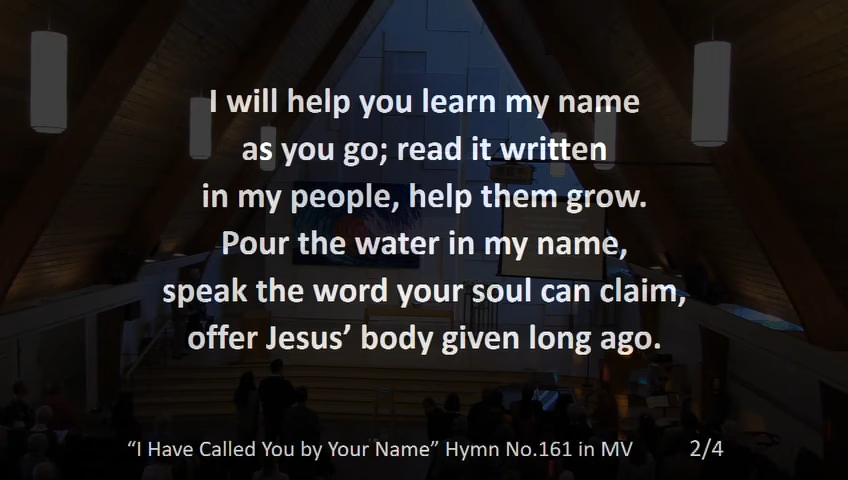 I will help you learn my name
as you go; read it written
in my people, help them grow.
Pour the water in my name,
speak the word your soul can claim,
offer Jesus’ body given long ago.
“I Have Called You by Your Name” Hymn No.161 in MV 2/4